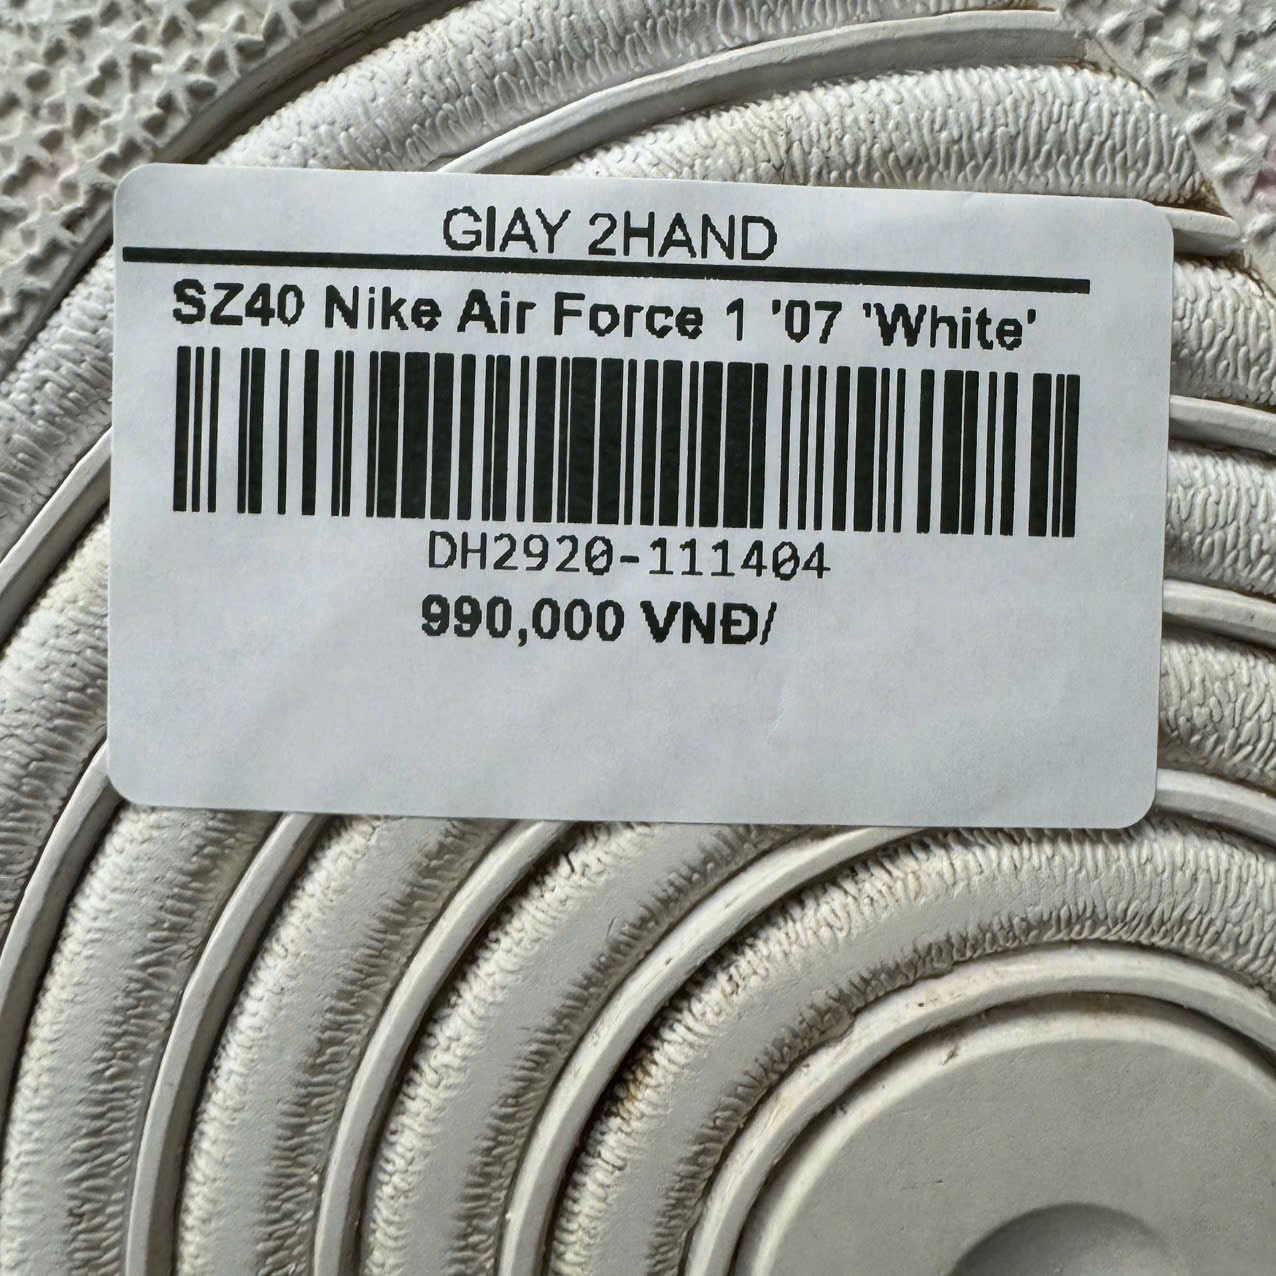 GIAY 2HAND
SZ40 Nike Air Force 1 '07 'White'
DH2920-111404
990,000 VNĐ/